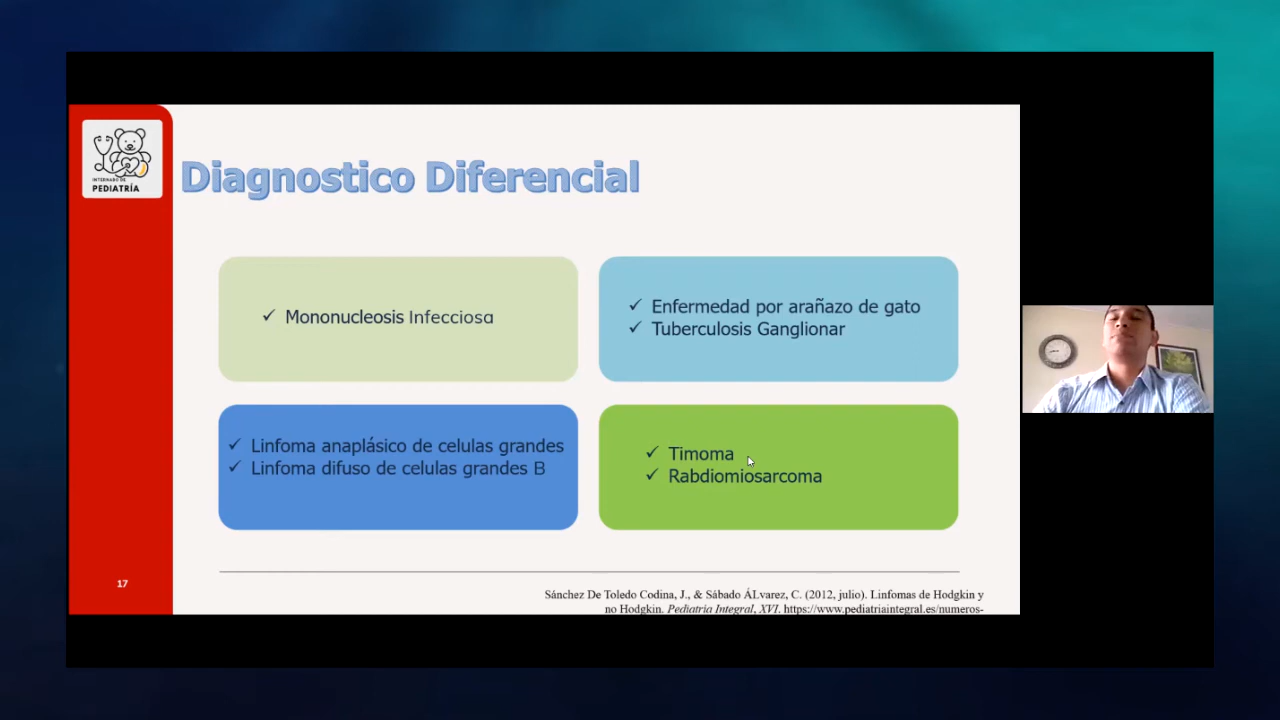 INTERNADO DE
PEDIATRÍA
Diagnostico Diferencial
✓ Mononucleosis Infecciosa
✓ Enfermedad por arañazo de gato
✓ Tuberculosis Ganglionar
✓ Linfoma anaplásico de celulas grandes
✓ Linfoma difuso de celulas grandes B
✓ Timoma
✓ Rabdiomiosarcoma
17
Sánchez De Toledo Codina, J., & Sábado ÁLvarez, C. (2012, julio). Linfomas de Hodgkin y
no Hodgkin. Pediatría Integral, XVI. https://www.pediatriaintegral.es/numeros-